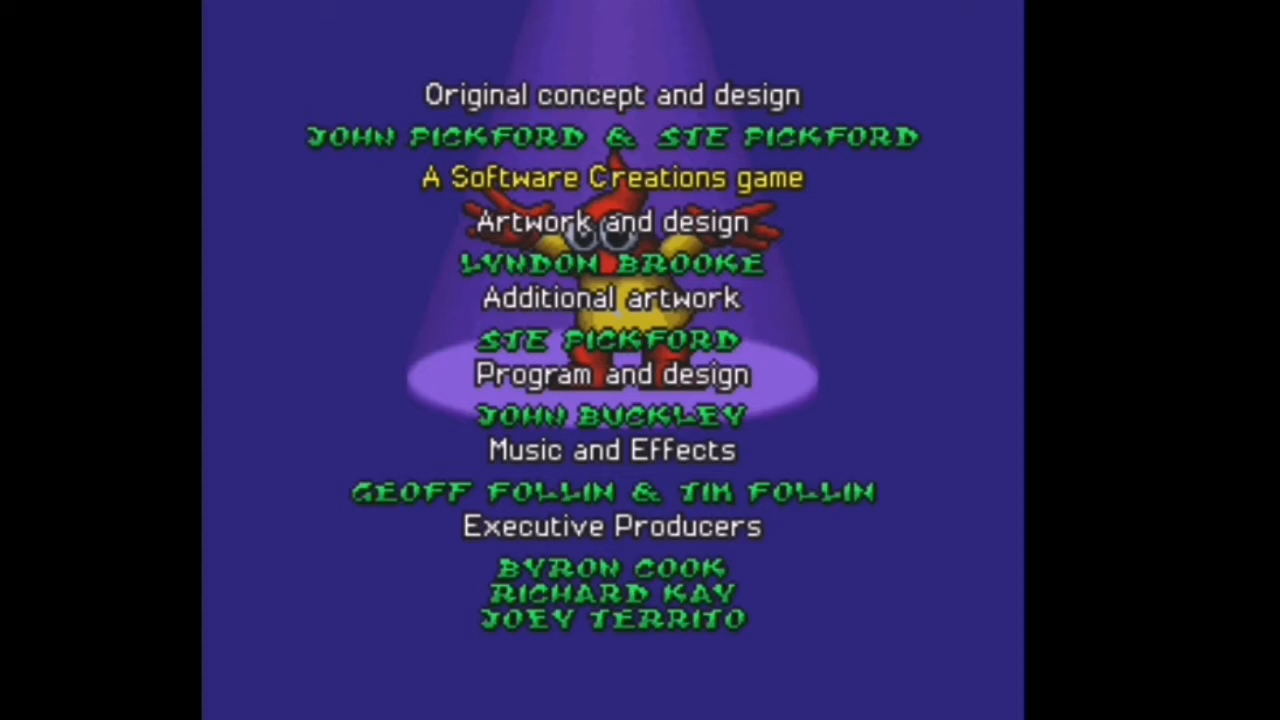 Original concept and design
JOHN PICKFORD & STE PICKFORD
A Software Creations game
Artwork and design
LYNDON BROOKE
Additional artwork
STE PICKFORD
Program and design
JOHN BUCKLEY
Music and Effects
GEOFF FOLLIN & TIM FOLLIN
Executive Producers
BYRON COOK
RICHARD KAY
JOEY TERRITO